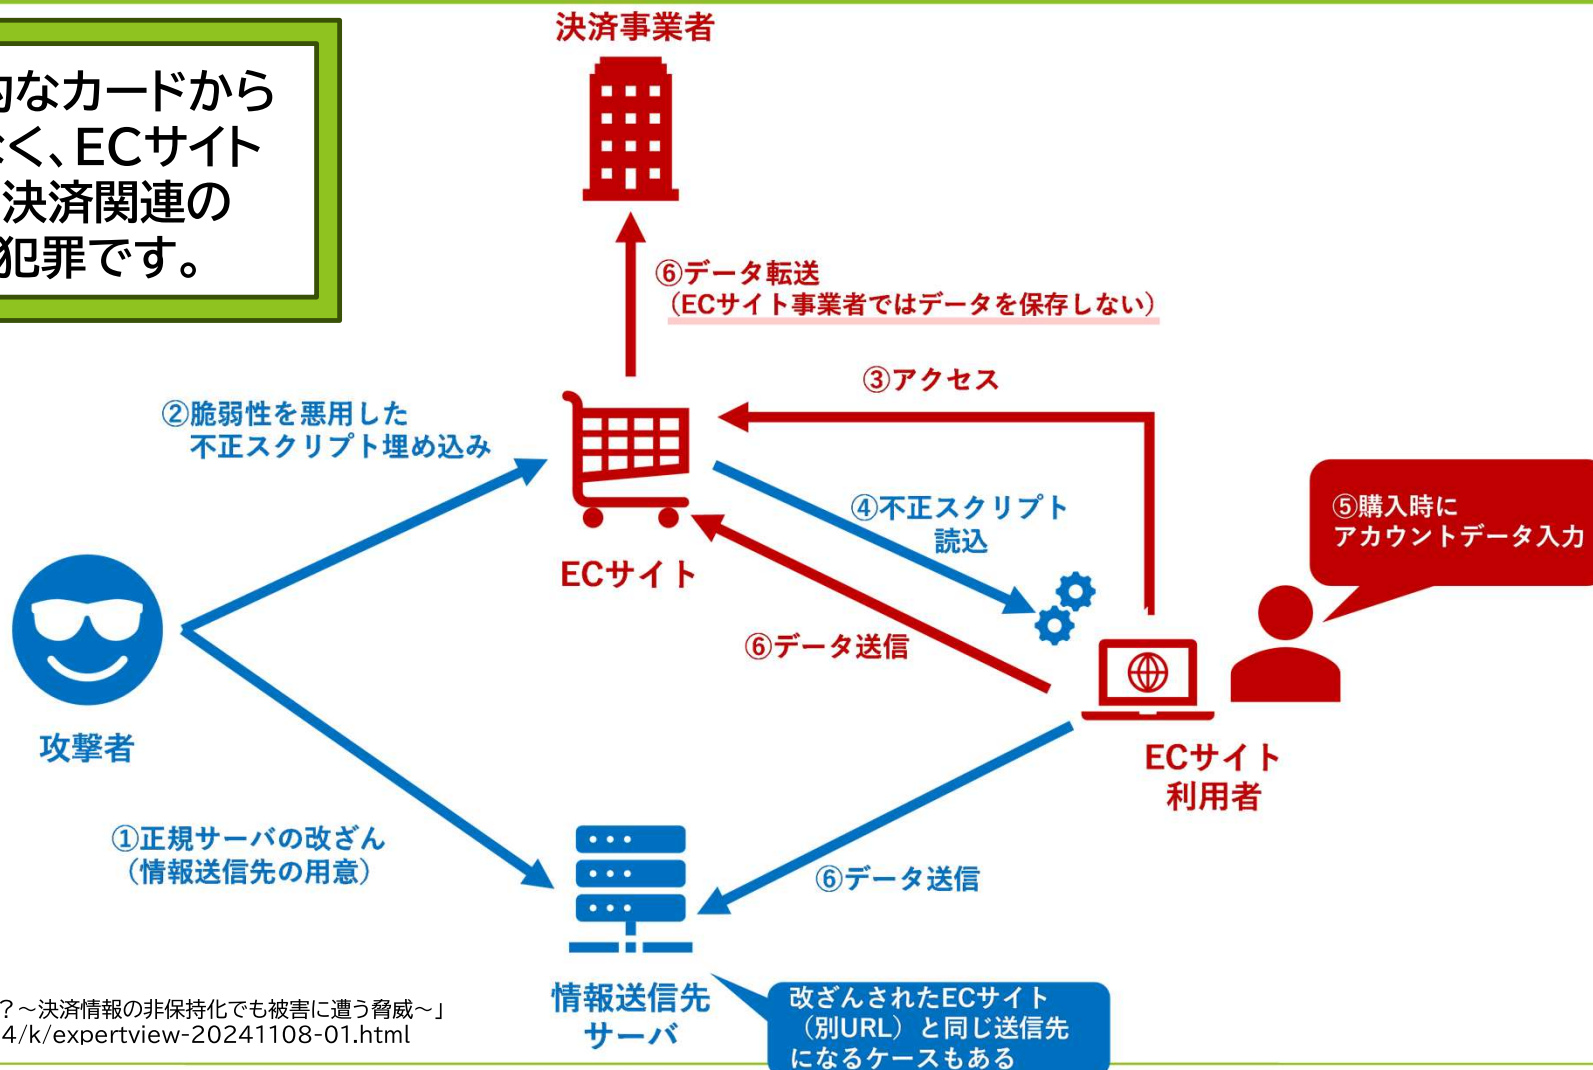 決済事業者
的なカードから
なく、ECサイト
決済関連の
犯罪です。
⑥データ転送
（ECサイト事業者ではデータを保存しない）
③アクセス
②脆弱性を悪用した
不正スクリプト埋め込み
④不正スクリプト
読込
⑤購入時に
アカウントデータ入力
ECサイト
⑥データ送信
攻撃者
ECサイト
利用者
①正規サーバの改ざん
（情報送信先の用意）
⑥データ送信
情報送信先
サーバ
改ざんされたECサイト
（別URL）と同じ送信先
になるケースもある
？～決済情報の非保持化でも被害に遭う脅威～」
4/k/expertview-20241108-01.html